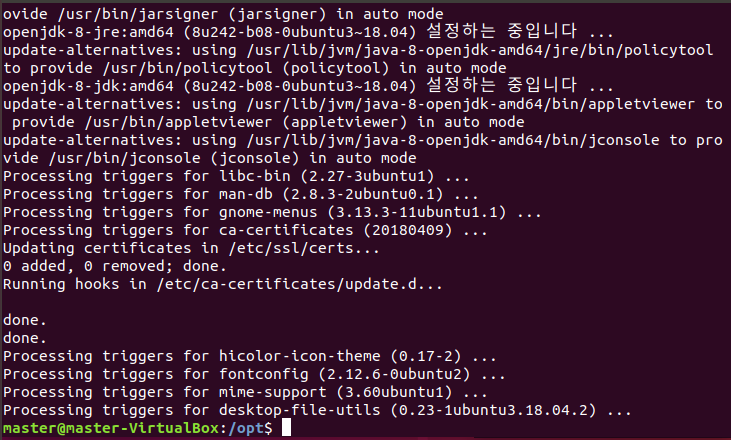 ovide /usr/bin/jarsigner (jarsigner) in auto mode
openjdk-8-jre:amd64 (8u242-b08-0ubuntu3~18.04) 설정하는 중입니다 ...
update-alternatives: using /usr/lib/jvm/java-8-openjdk-amd64/jre/bin/policytool
to provide /usr/bin/policytool (policytool) in auto mode
openjdk-8-jdk:amd64 (8u242-b08-0ubuntu3~18.04) 설정하는 중입니다 ...
update-alternatives: using /usr/lib/jvm/java-8-openjdk-amd64/bin/appletviewer to
 provide /usr/bin/appletviewer (appletviewer) in auto mode
update-alternatives: using /usr/lib/jvm/java-8-openjdk-amd64/bin/jconsole to pro
vide /usr/bin/jconsole (jconsole) in auto mode
Processing triggers for libc-bin (2.27-3ubuntu1) ...
Processing triggers for man-db (2.8.3-2ubuntu0.1) ...
Processing triggers for gnome-menus (3.13.3-11ubuntu1.1) ...
Processing triggers for ca-certificates (20180409) ...
Updating certificates in /etc/ssl/certs...
0 added, 0 removed; done.
Running hooks in /etc/ca-certificates/update.d...
done.
done.
Processing triggers for hicolor-icon-theme (0.17-2) ...
Processing triggers for fontconfig (2.12.6-0ubuntu2) ...
Processing triggers for mime-support (3.60ubuntu1) ...
Processing triggers for desktop-file-utils (0.23-1ubuntu3.18.04.2) ...
master@master-VirtualBox:/opt$